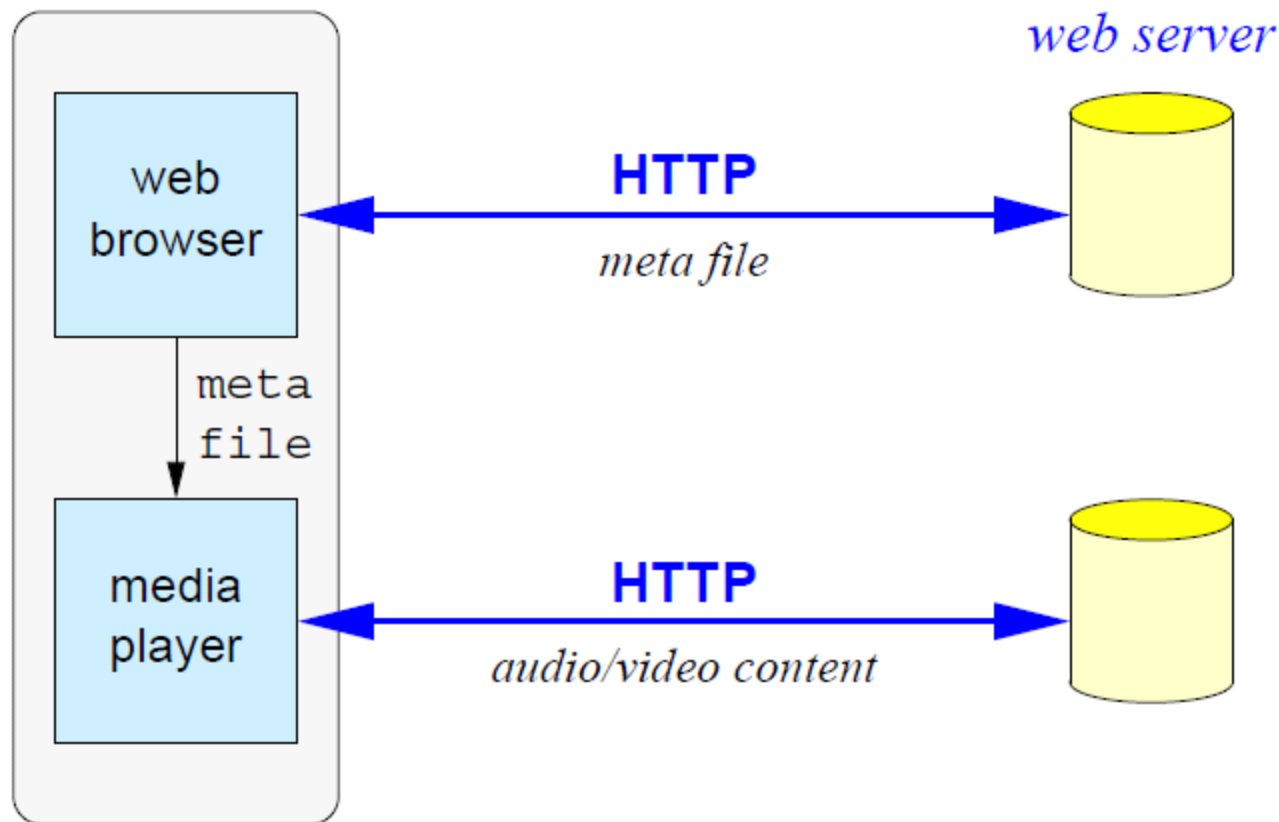 web server
web
browser
HTTP
meta file
meta
file
media
player
HTTP
audio/video content